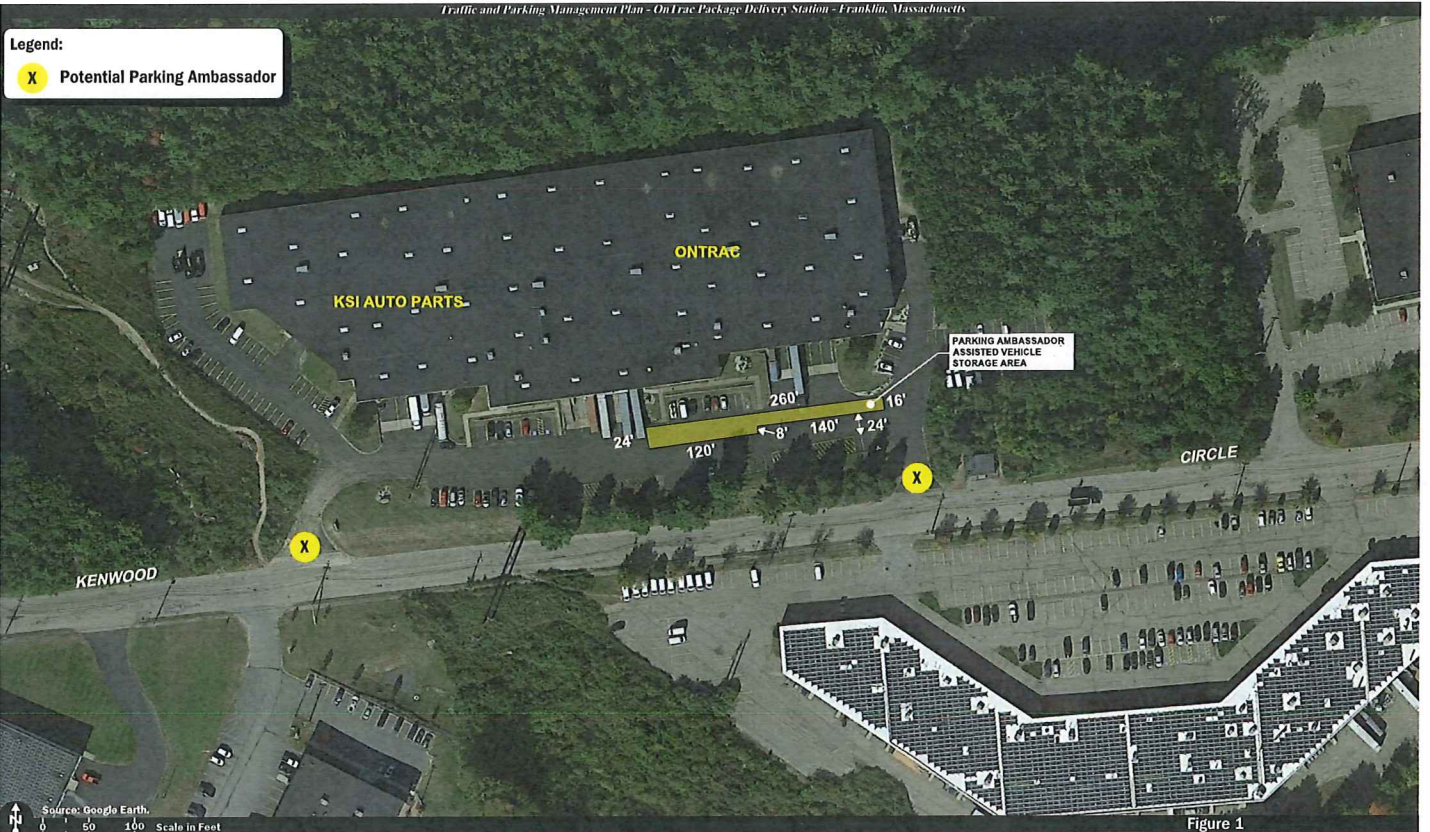 Traffic and Parking Management Plan - OnTrac Package Delivery Station - Franklin, Massachusetts
Legend:
X Potential Parking Ambassador
ONTRAC
KSI AUTO PARTS
PARKING AMBASSADOR
ASSISTED VEHICLE
STORAGE AREA
260'
16'
24'
120'
8'
140'
24'
CIRCLE
X
X
KENWOOD
N
Source: Google Earth.
0 50 100 Scale in Feet
Figure 1